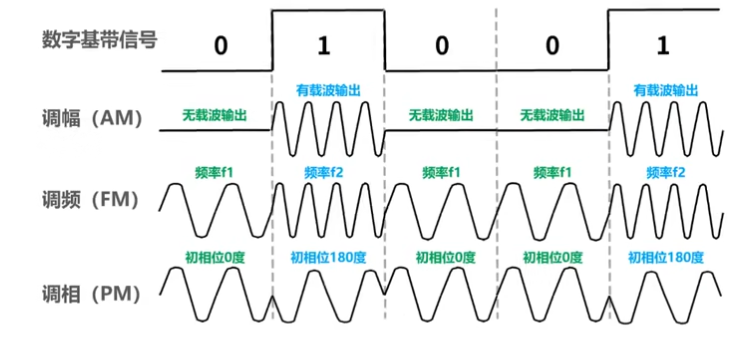 数字基带信号
0 1 0 0 1
有载波输出 有载波输出
调幅（AM） 无载波输出 无载波输出 无载波输出
频率f1 频率f2 频率f1 频率f1 频率f2
调频（FM）
初相位0度 初相位180度 初相位0度 初相位0度 初相位180度
调相（PM）